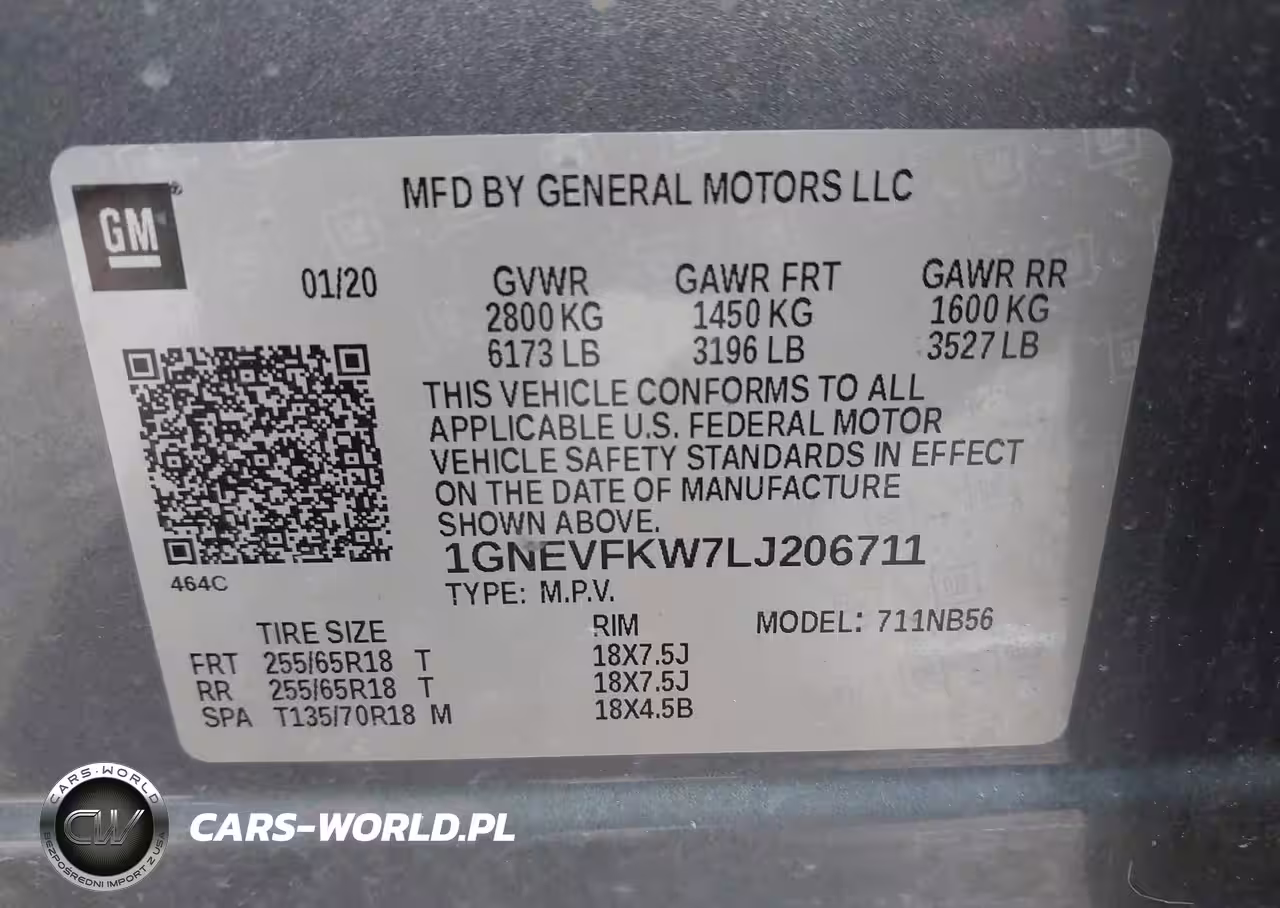 MFD BY GENERAL MOTORS LLC
GM ®
01/20 GVWR GAWR FRT GAWR RR
2800 KG 1450 KG 1600 KG
6173 LB 3196 LB 3527 LB
THIS VEHICLE CONFORMS TO ALL
APPLICABLE U.S. FEDERAL MOTOR
VEHICLE SAFETY STANDARDS IN EFFECT
ON THE DATE OF MANUFACTURE
SHOWN ABOVE.
1GNEVFKW7LJ206711
464C
TYPE: M.P.V.
TIRE SIZE RIM MODEL: 711NB56
FRT 255/65R18 T 18X7.5J
RR 255/65R18 T 18X7.5J
SPA T135/70R18 M 18X4.5B
CARS-WORLD
CW
BEZPOŚREDNI IMPORT Z USA
CARS-WORLD.PL